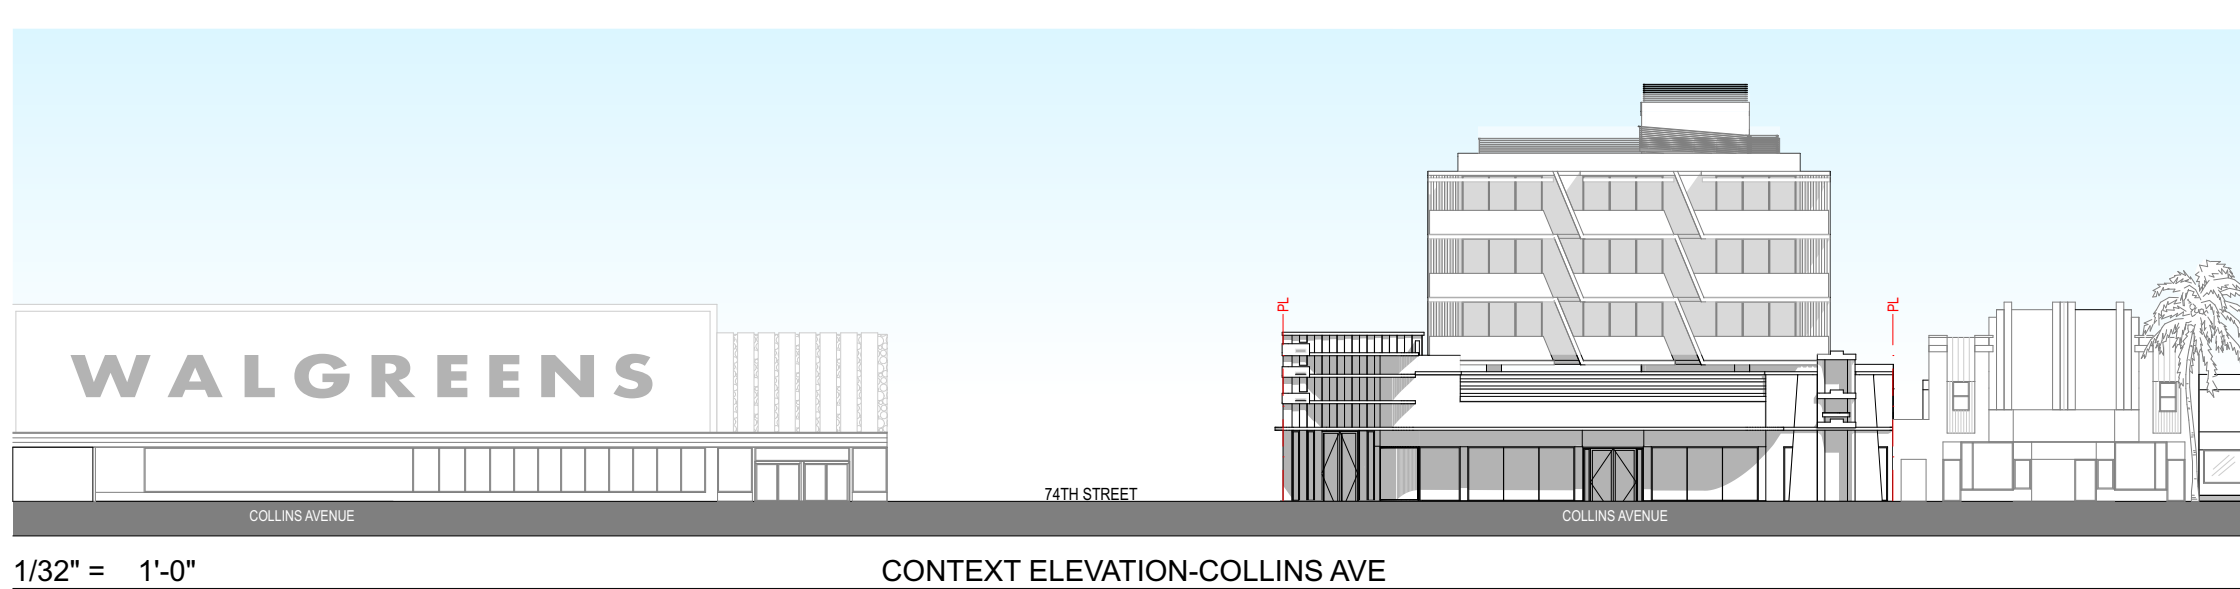 PL
PL
WALGREENS
74TH STREET
COLLINS AVENUE
COLLINS AVENUE
1/32" = 1'-0"
CONTEXT ELEVATION-COLLINS AVE